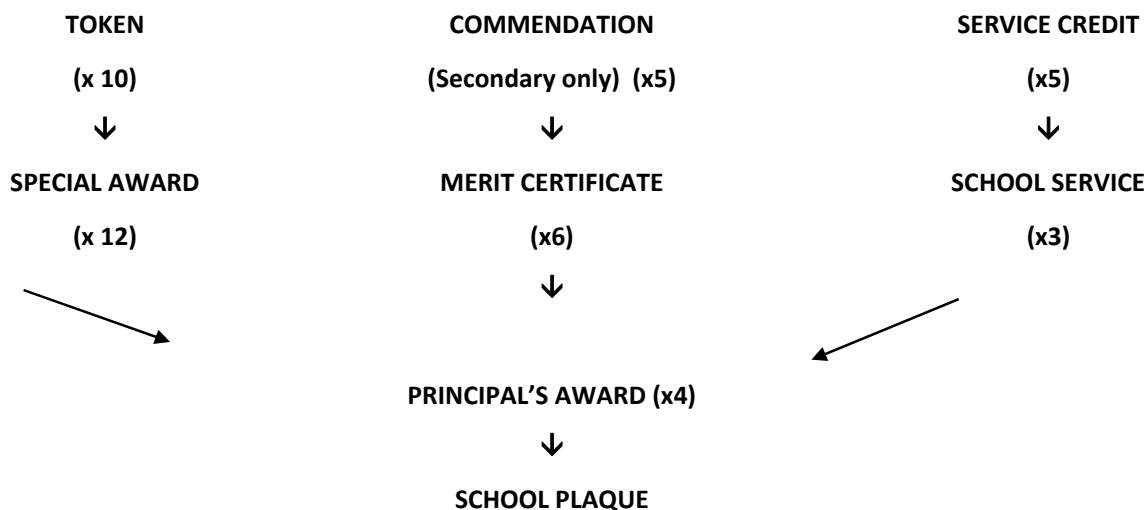 TOKEN COMMENDATION SERVICE CREDIT
(x 10) (Secondary only) (x5) (x5)
SPECIAL AWARD MERIT CERTIFICATE SCHOOL SERVICE
(x 12) (x6) (x3)
PRINCIPAL’S AWARD (x4)
SCHOOL PLAQUE